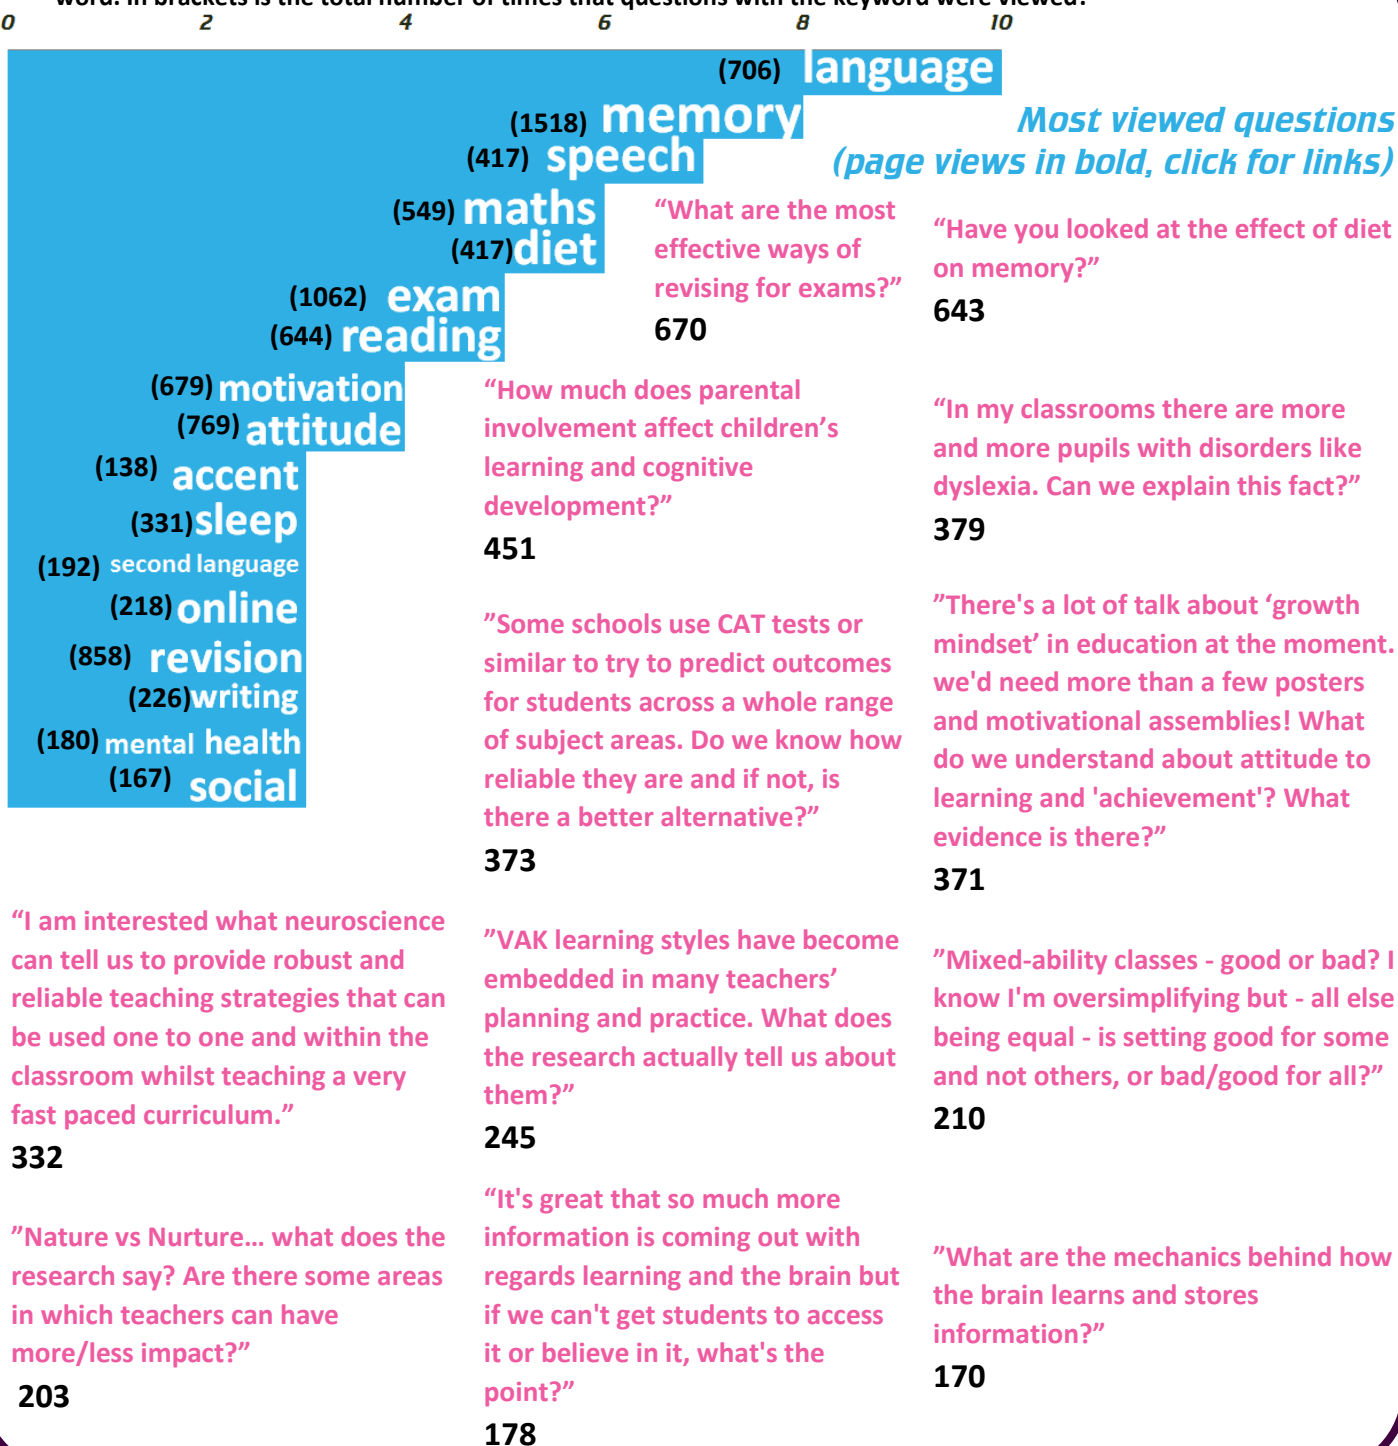 word. In brackets is the total number of times that questions with the keyword were viewed.
0 2 4 6 8 10
(706) language
(1518) memory
(417) speech
(549) maths
(417) diet
(1062) exam
(644) reading
(679) motivation
(769) attitude
(138) accent
(331) sleep
(192) second language
(218) online
(858) revision
(226) writing
(180) mental health
(167) social
Most viewed questions
(page views in bold, click for links)
“What are the most
effective ways of
revising for exams?”
670
“Have you looked at the effect of diet
on memory?”
643
“How much does parental
involvement affect children’s
learning and cognitive
development?”
451
“In my classrooms there are more
and more pupils with disorders like
dyslexia. Can we explain this fact?”
379
”Some schools use CAT tests or
similar to try to predict outcomes
for students across a whole range
of subject areas. Do we know how
reliable they are and if not, is
there a better alternative?”
373
”There's a lot of talk about ‘growth
mindset’ in education at the moment.
we'd need more than a few posters
and motivational assemblies! What
do we understand about attitude to
learning and 'achievement'? What
evidence is there?”
371
“I am interested what neuroscience
can tell us to provide robust and
reliable teaching strategies that can
be used one to one and within the
classroom whilst teaching a very
fast paced curriculum.”
332
”VAK learning styles have become
embedded in many teachers’
planning and practice. What does
the research actually tell us about
them?”
245
”Mixed-ability classes - good or bad? I
know I'm oversimplifying but - all else
being equal - is setting good for some
and not others, or bad/good for all?”
210
”Nature vs Nurture… what does the
research say? Are there some areas
in which teachers can have
more/less impact?”
203
“It's great that so much more
information is coming out with
regards learning and the brain but
if we can't get students to access
it or believe in it, what's the
point?”
178
”What are the mechanics behind how
the brain learns and stores
information?”
170